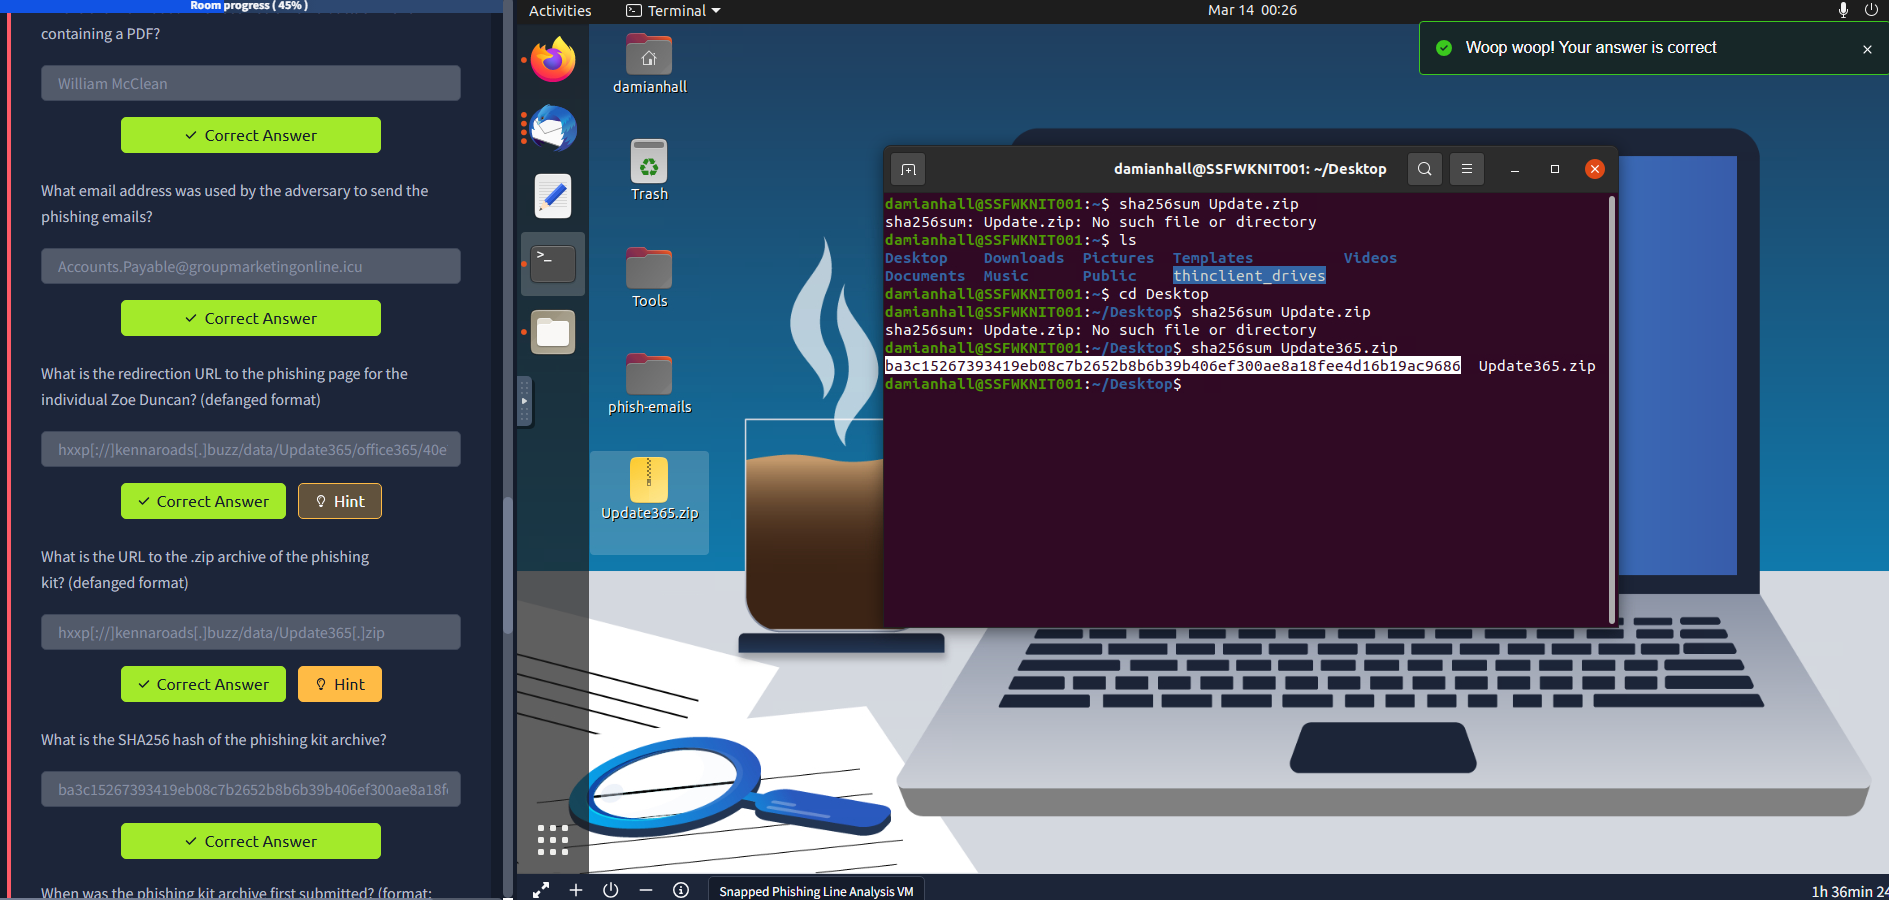 Room progress ( 45% )
containing a PDF?
William McClean
Correct Answer
What email address was used by the adversary to send the
phishing emails?
Accounts.Payable@groupmarketingonline.icu
Correct Answer
What is the redirection URL to the phishing page for the
individual Zoe Duncan? (defanged format)
hxxp[://]kennaroads[.]buzz/data/Update365/office365/40e
Correct Answer
Hint
What is the URL to the .zip archive of the phishing
kit? (defanged format)
hxxp[://]kennaroads[.]buzz/data/Update365[.]zip
Correct Answer
Hint
What is the SHA256 hash of the phishing kit archive?
ba3c15267393419eb08c7b2652b8b6b39b406ef300ae8a18f
Correct Answer
When was the phishing kit archive first submitted? (format:
Activities
Terminal
Mar 14 00:26
Woop woop! Your answer is correct
damianhall
Trash
Tools
phish-emails
Update365.zip
damianhall@SSFWKNIT001: ~/Desktop
damianhall@SSFWKNIT001:~$ sha256sum Update.zip
sha256sum: Update.zip: No such file or directory
damianhall@SSFWKNIT001:~$ ls
Desktop Downloads Pictures Templates Videos
Documents Music Public thinclient_drives
damianhall@SSFWKNIT001:~$ cd Desktop
damianhall@SSFWKNIT001:~/Desktop$ sha256sum Update.zip
sha256sum: Update.zip: No such file or directory
damianhall@SSFWKNIT001:~/Desktop$ sha256sum Update365.zip
ba3c15267393419eb08c7b2652b8b6b39b406ef300ae8a18fee4d16b19ac9686 Update365.zip
damianhall@SSFWKNIT001:~/Desktop$
Snapped Phishing Line Analysis VM
1h 36min 24